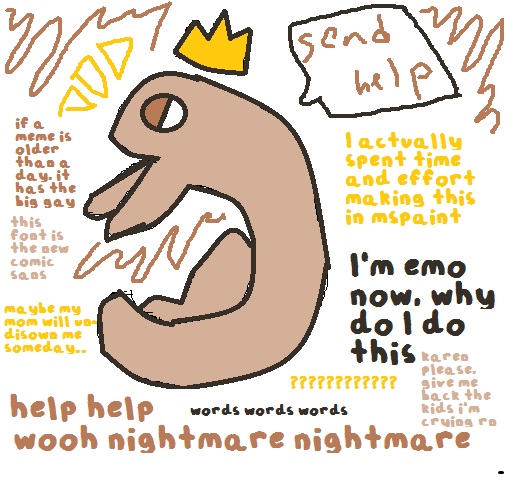 send
help
if a
meme is
older
than a
day, it
has the
big gay
I actually
spent time
and effort
making this
in mspaint
this
font is
the new
comic
sans
I'm emo
now, why
do I do
this
maybe my
mom will un-
disown me
someday..
karen
please.
give me
back the
kids i'm
crying rn
????????????
help help
words words words
wooh nightmare nightmare